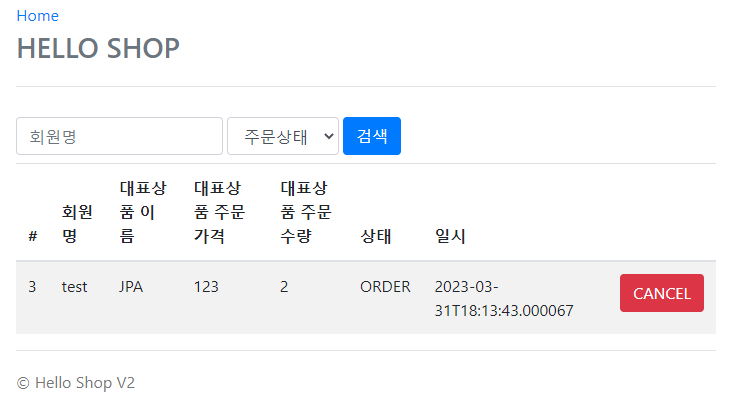 Home
HELLO SHOP
회원명 주문상태 검색
# 회원명 대표상품 이름 대표상품 주문가격 대표상품 주문수량 상태 일시
3 test JPA 123 2 ORDER 2023-03-31T18:13:43.000067 CANCEL
© Hello Shop V2